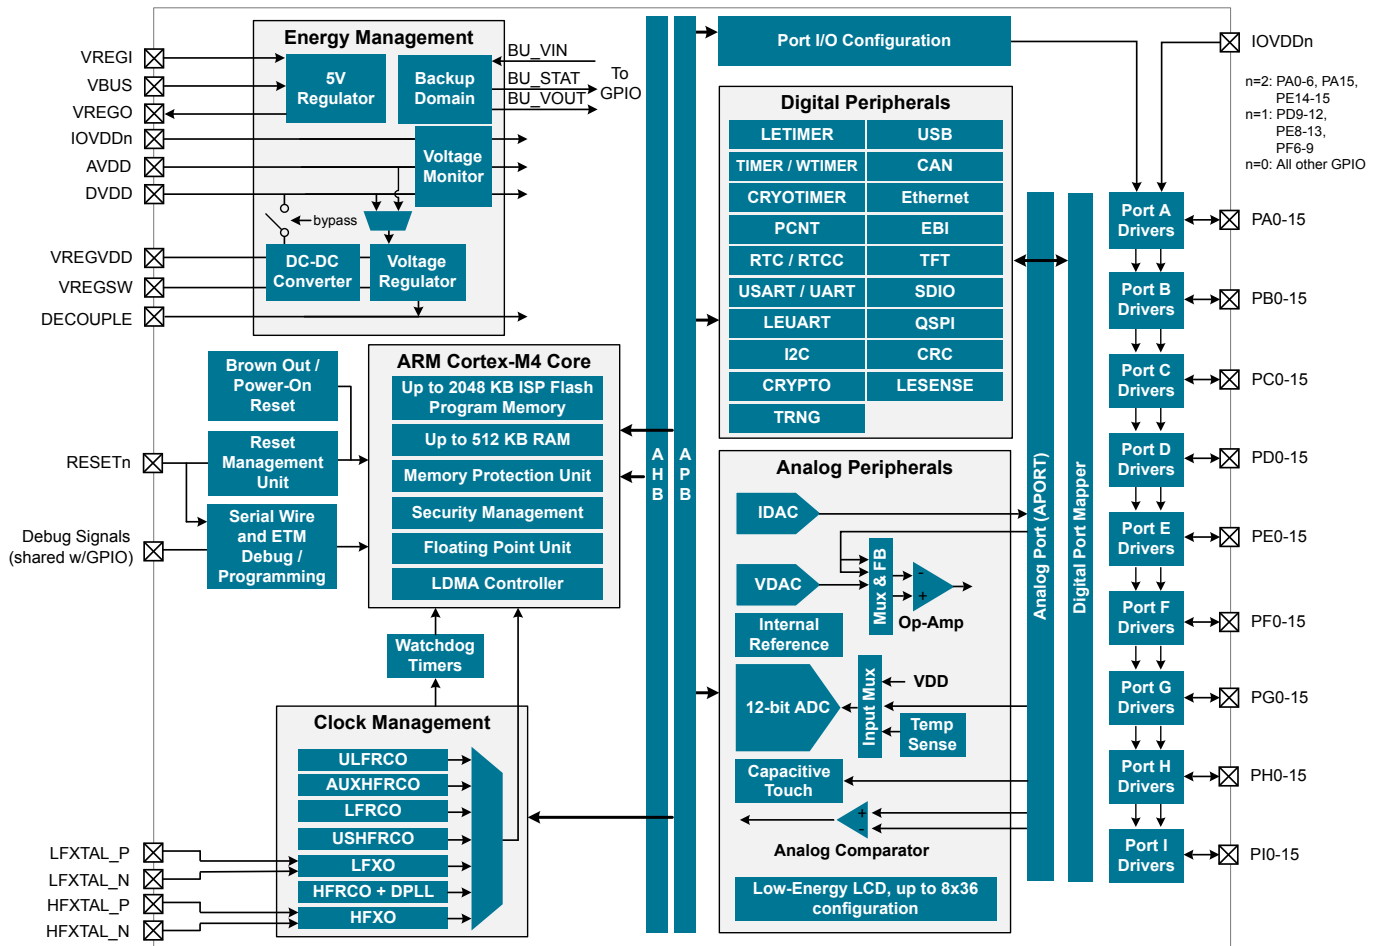 VREGI
VBUS
VREGO
IOVDDn
AVDD
DVDD
VREGVDD
VREGSW
DECOUPLE
RESETn
Debug Signals
(shared w/GPIO)
LFXTAL_P
LFXTAL_N
HFXTAL_P
HFXTAL_N
Energy Management
5V
Regulator
Backup
Domain
BU_VIN
BU_STAT
BU_VOUT
To
GPIO
Voltage
Monitor
bypass
DC-DC
Converter
Voltage
Regulator
Brown Out /
Power-On
Reset
Reset
Management
Unit
Serial Wire
and ETM
Debug /
Programming
ARM Cortex-M4 Core
Up to 2048 KB ISP Flash
Program Memory
Up to 512 KB RAM
Memory Protection Unit
Security Management
Floating Point Unit
LDMA Controller
Watchdog
Timers
Clock Management
ULFRCO
AUXHFRCO
LFRCO
USHFRCO
LFXO
HFRCO + DPLL
HFXO
A
H
B
A
P
B
Port I/O Configuration
Digital Peripherals
LETIMER
USB
TIMER / WTIMER
CAN
CRYOTIMER
Ethernet
PCNT
EBI
RTC / RTCC
TFT
USART / UART
SDIO
LEUART
QSPI
I2C
CRC
CRYPTO
LESENSE
TRNG
Analog Peripherals
IDAC
VDAC
Mux & FB
-
+
Op-Amp
Internal
Reference
12-bit ADC
Input Mux
VDD
Temp
Sense
Capacitive
Touch
+
-
Analog Comparator
Low-Energy LCD, up to 8x36
configuration
Analog Port (APORT)
Digital Port Mapper
Port A
Drivers
Port B
Drivers
Port C
Drivers
Port D
Drivers
Port E
Drivers
Port F
Drivers
Port G
Drivers
Port H
Drivers
Port I
Drivers
IOVDDn
n=2: PA0-6, PA15,
PE14-15
n=1: PD9-12,
PE8-13,
PF6-9
n=0: All other GPIO
PA0-15
PB0-15
PC0-15
PD0-15
PE0-15
PF0-15
PG0-15
PH0-15
PI0-15